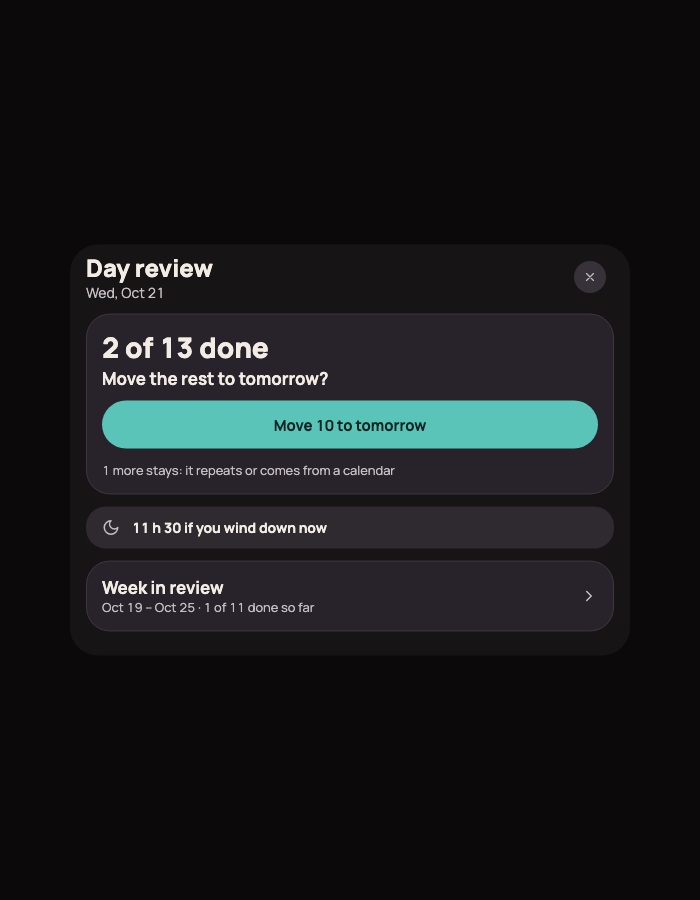 Day review
Wed, Oct 21
2 of 13 done
Move the rest to tomorrow?
Move 10 to tomorrow
1 more stays: it repeats or comes from a calendar
11 h 30 if you wind down now
Week in review
Oct 19 – Oct 25 · 1 of 11 done so far